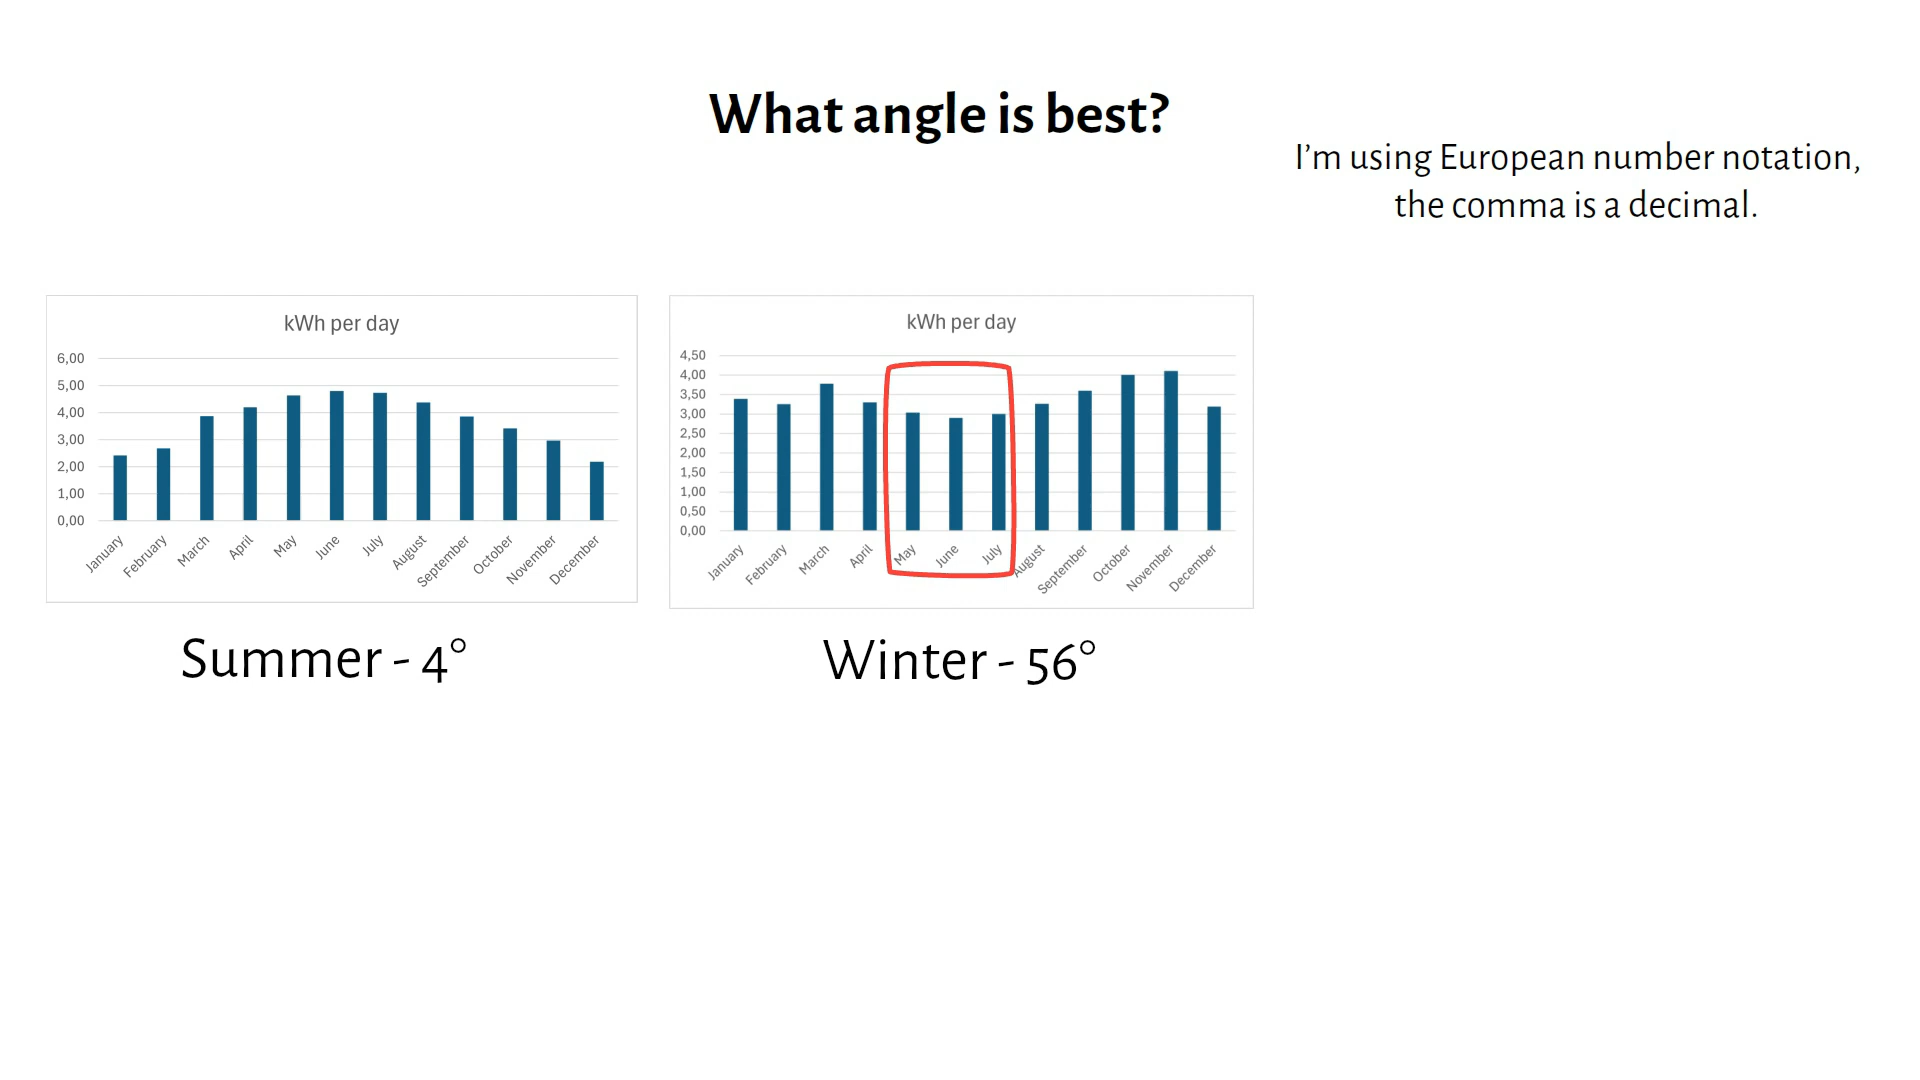 What angle is best?
I'm using European number notation,
the comma is a decimal.
kWh per day
6,00
5,00
4,00
3,00
2,00
1,00
0,00
January
February
March
April
May
June
July
August
September
October
November
December
Summer - 4°
kWh per day
4,50
4,00
3,50
3,00
2,50
2,00
1,50
1,00
0,50
0,00
January
February
March
April
May
June
July
August
September
October
November
December
Winter - 56°